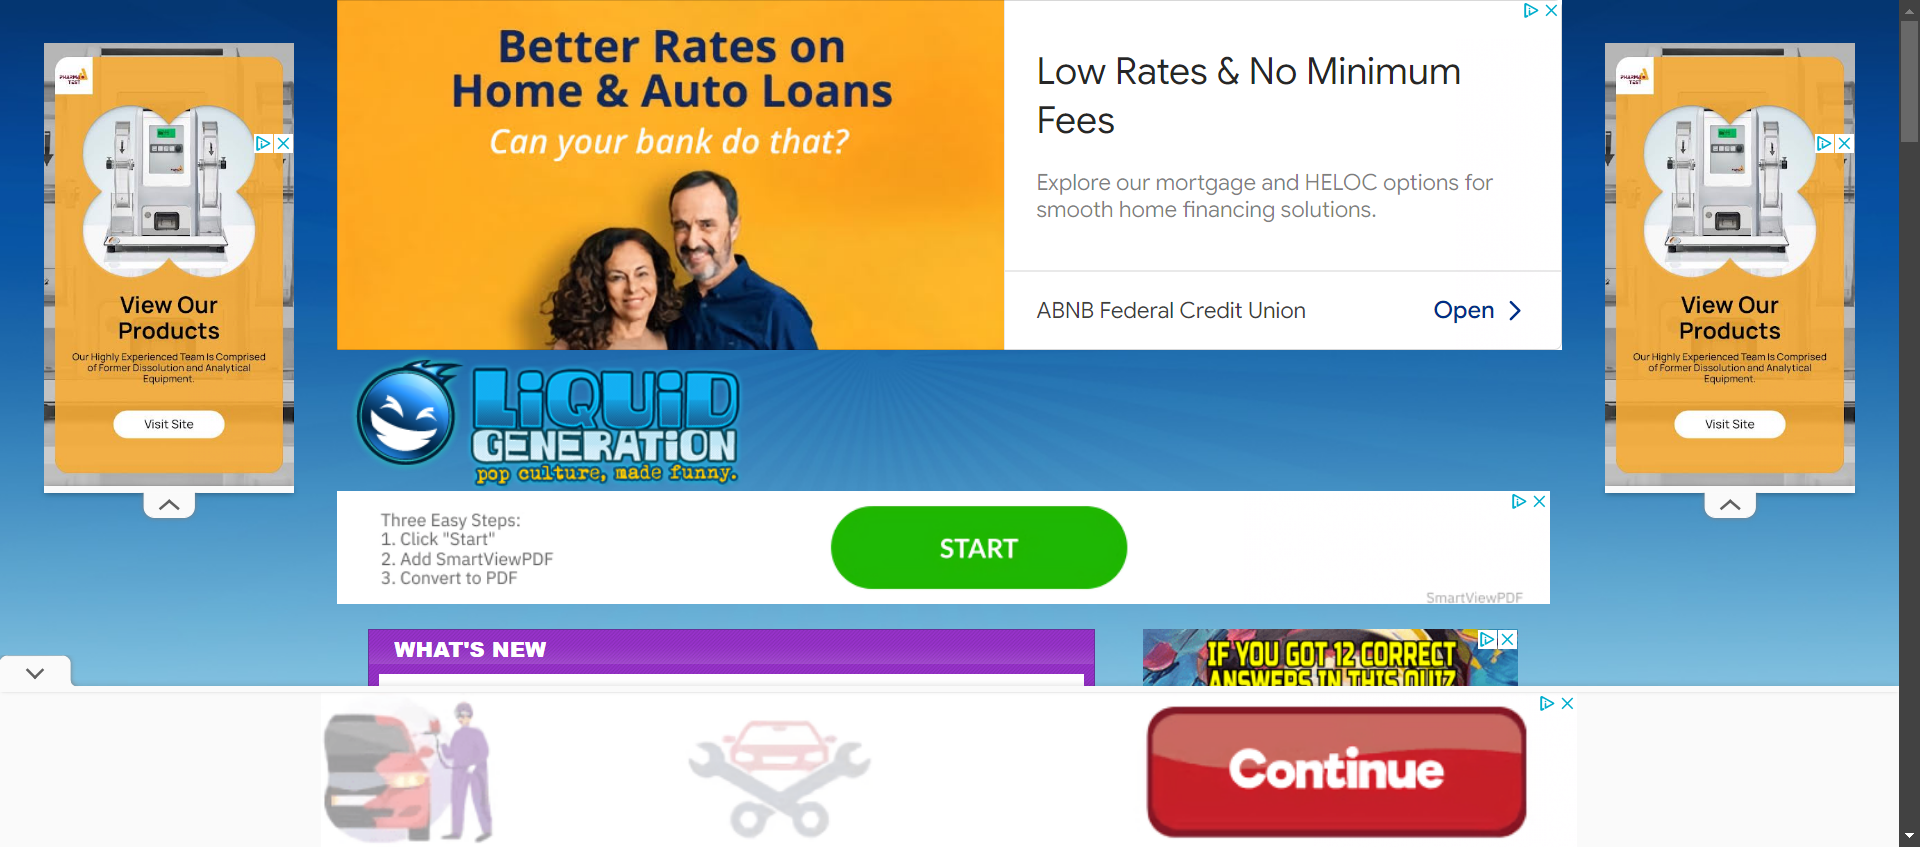 PHARMA
TEST
View Our
Products
Our Highly Experienced Team Is Comprised
of Former Dissolution and Analytical
Equipment.
Visit Site
Better Rates on
Home & Auto Loans
Can your bank do that?
Low Rates & No Minimum
Fees
Explore our mortgage and HELOC options for
smooth home financing solutions.
ABNB Federal Credit Union
Open
PHARMA
TEST
View Our
Products
Our Highly Experienced Team Is Comprised
of Former Dissolution and Analytical
Equipment.
Visit Site
LiQUiD
GENERATiON
pop culture, made funny.
Three Easy Steps:
1. Click "Start"
2. Add SmartViewPDF
3. Convert to PDF
START
SmartViewPDF
WHAT'S NEW
IF YOU GOT 12 CORRECT
ANSWERS IN THIS QUIZ
Continue